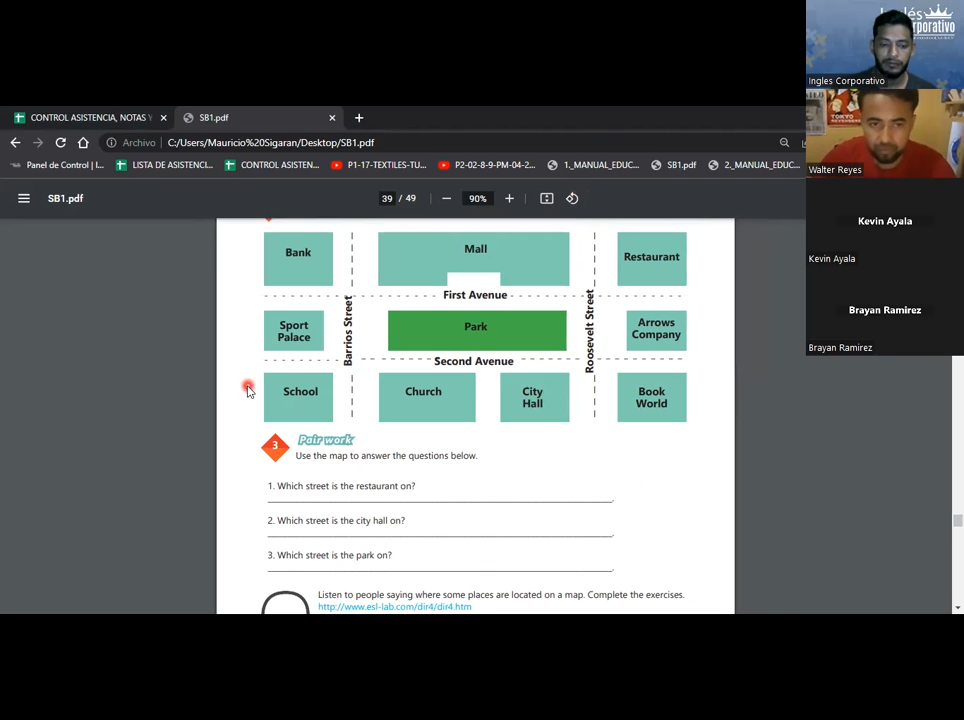 Inglés
Corporativo
Ingles Corporativo
TOKYO
Walter Reyes
Kevin Ayala
Kevin Ayala
Brayan Ramirez
Brayan Ramirez
CONTROL ASISTENCIA, NOTAS Y
SB1.pdf
Archivo
C:/Users/Mauricio%20Sigaran/Desktop/SB1.pdf
Panel de Control | I...
LISTA DE ASISTENCI...
CONTROL ASISTEN...
P1-17-TEXTILES-TU...
P2-02-8-9-PM-04-2...
1._MANUAL_EDUC...
SB1.pdf
2._MANUAL_EDUC...
SB1.pdf
39 / 49
90%
Bank
Mall
Restaurant
First Avenue
Sport
Palace
Barrios Street
Park
Roosevelt Street
Arrows
Company
Second Avenue
School
Church
City
Hall
Book
World
3
Pair work
Use the map to answer the questions below.
1. Which street is the restaurant on?
2. Which street is the city hall on?
3. Which street is the park on?
Listen to people saying where some places are located on a map. Complete the exercises.
http://www.esl-lab.com/dir4/dir4.htm